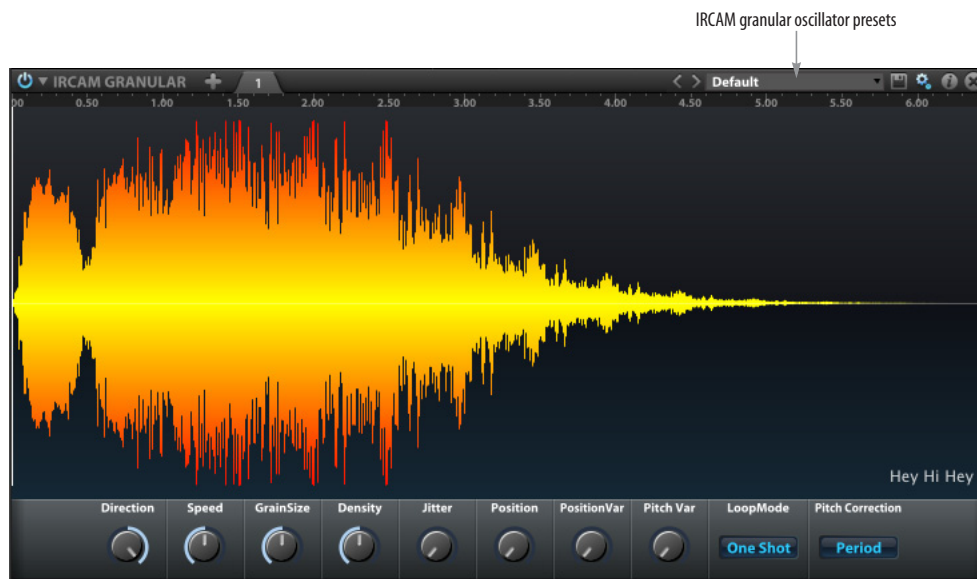 IRCAM granular oscillator presets
IRCAM GRANULAR 1 Default
00 0.50 1.00 1.50 2.00 2.50 3.00 3.50 4.00 4.50 5.00 5.50 6.00
Hey Hi Hey
Direction Speed GrainSize Density Jitter Position PositionVar Pitch Var LoopMode Pitch Correction
One Shot Period